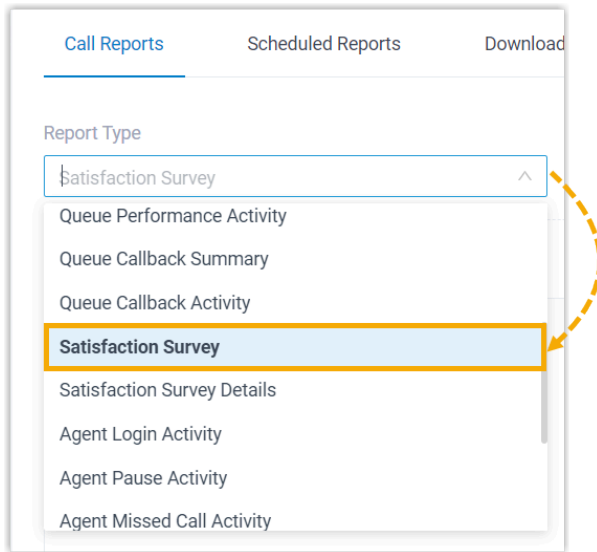 Call Reports Scheduled Reports Download
Report Type
Satisfaction Survey
Queue Performance Activity
Queue Callback Summary
Queue Callback Activity
Satisfaction Survey
Satisfaction Survey Details
Agent Login Activity
Agent Pause Activity
Agent Missed Call Activity